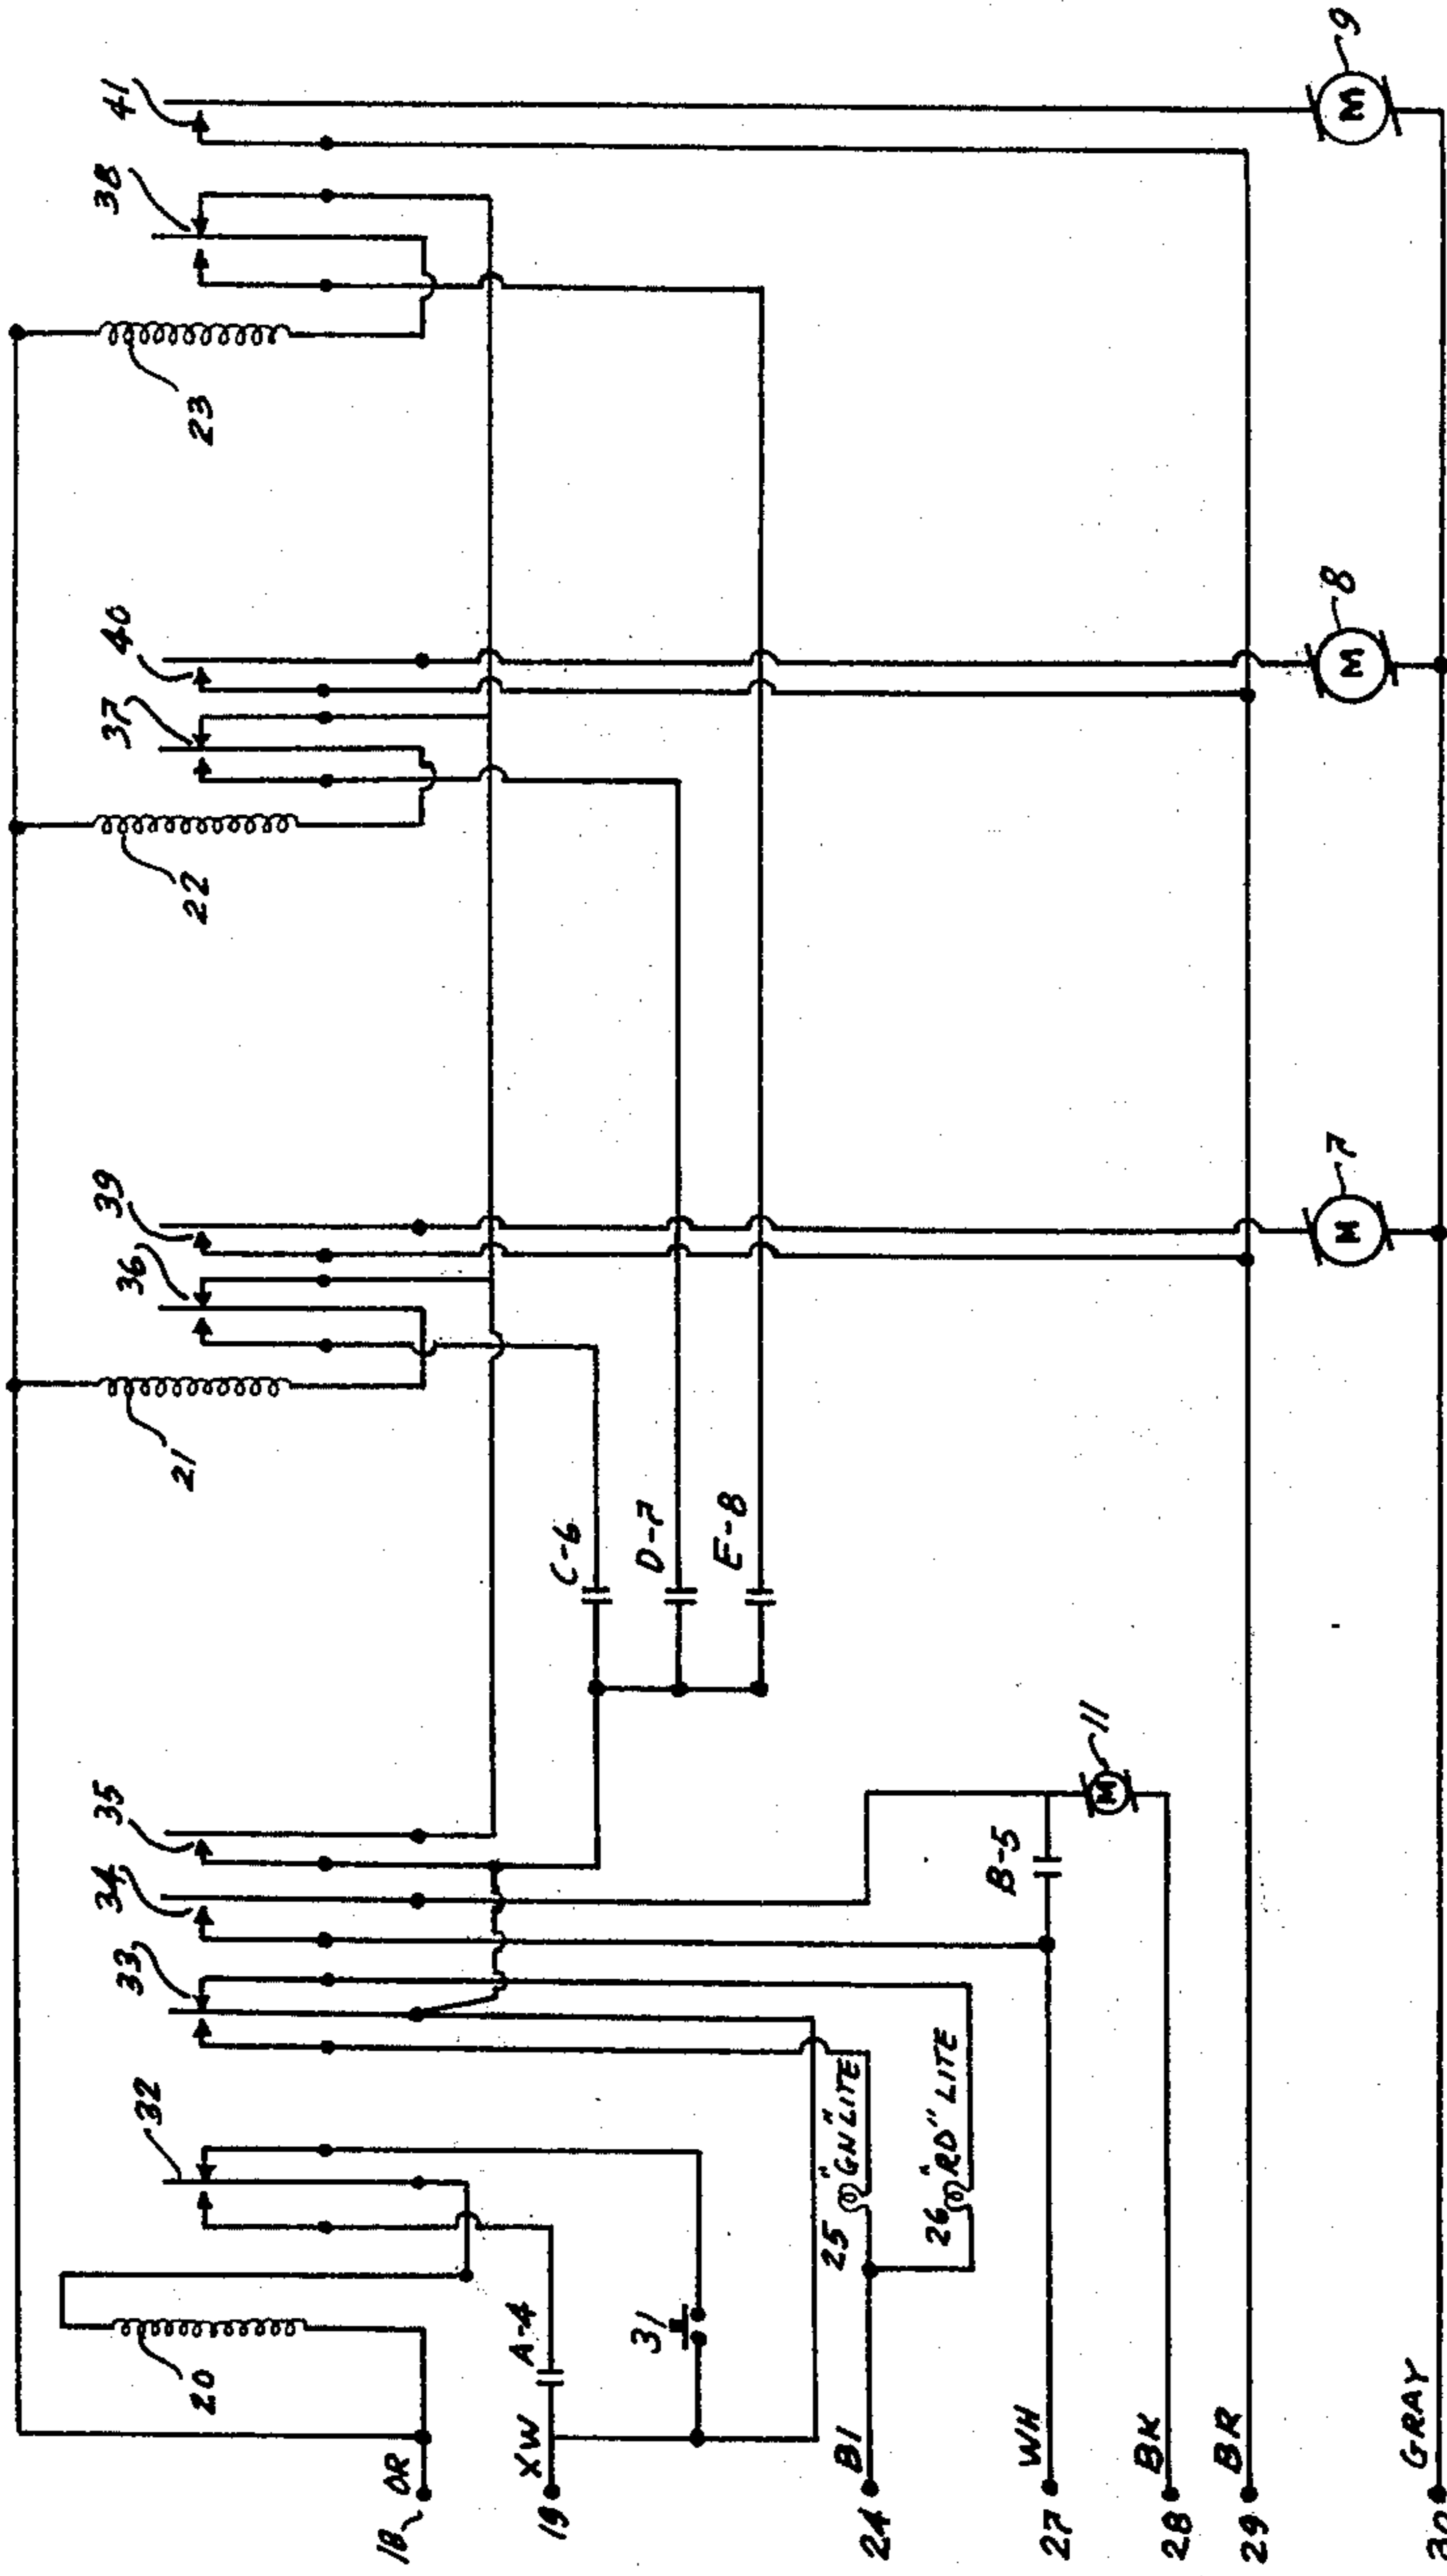 18 OR
19 XW
24 BI
27 WH
28 BK
29 BR
30 GRAY
20
A-4
31
32
25 "GN" LITE
26 "RD" LITE
33
34
35
B-5
11
C-6
D-7
E-8
21
36
39
7
22
37
40
8
23
38
41
9
M
M
M
M